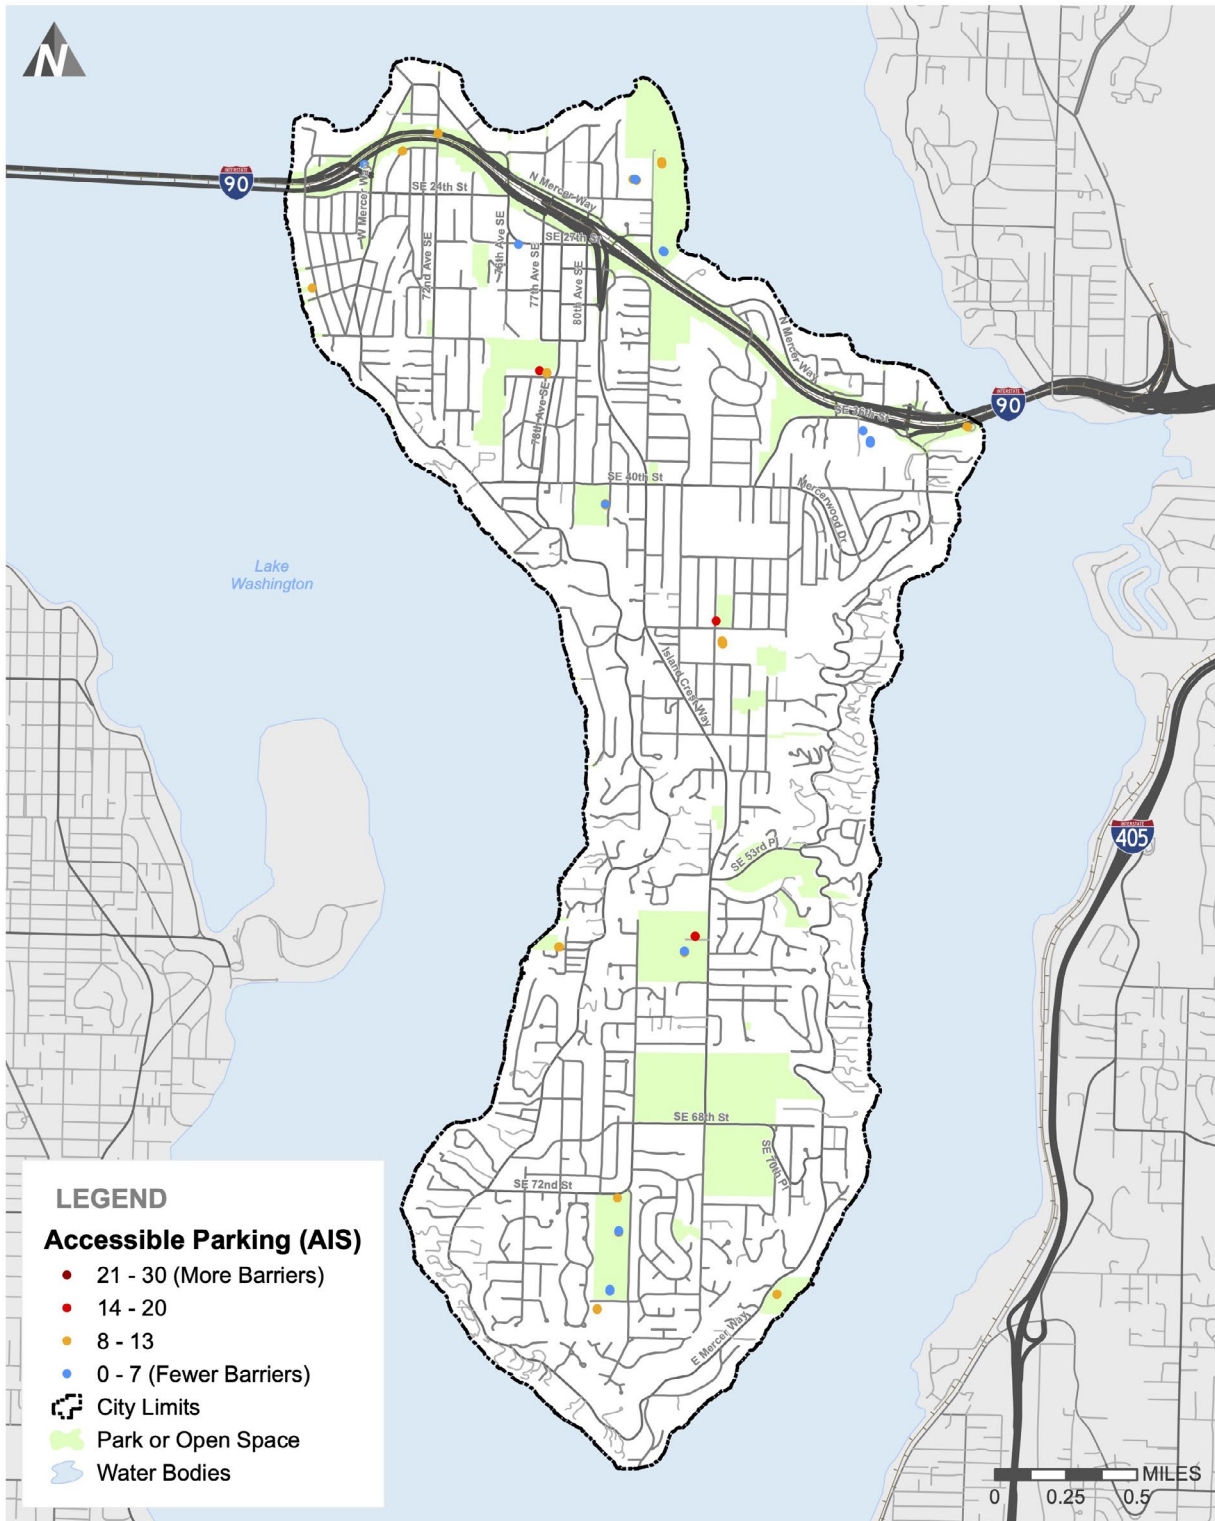 N
INTERSTATE
90
SE 24th St
W Mercer Way
N Mercer Way
SE 27th St
72nd Ave SE
76th Ave SE
77th Ave SE
80th Ave SE
N Mercer Way
INTERSTATE
90
SE 36th St
78th Ave SE
SE 40th St
Mercerwood Dr
Lake
Washington
Island Crest Way
INTERSTATE
405
SE 53rd Pl
SE 68th St
SE 70th Pl
SE 72nd St
E Mercer Way
LEGEND
Accessible Parking (AIS)
21 - 30 (More Barriers)
14 - 20
8 - 13
0 - 7 (Fewer Barriers)
City Limits
Park or Open Space
Water Bodies
MILES
0 0.25 0.5